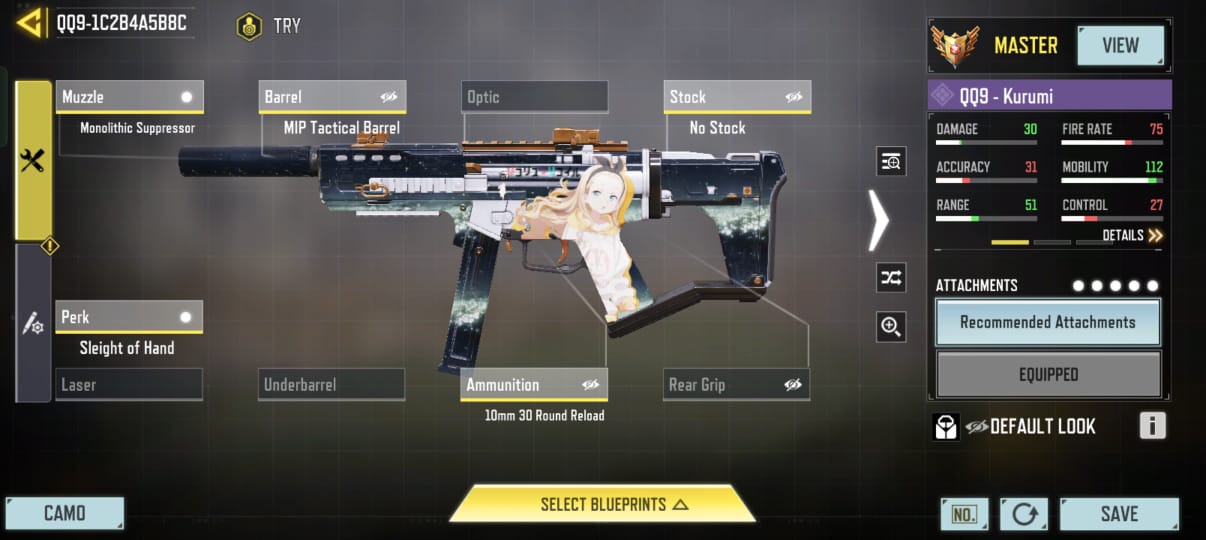 QQ9-1C2B4A5B8C
TRY
MASTER
VIEW
Muzzle
Monolithic Suppressor
Barrel
MIP Tactical Barrel
Optic
Stock
No Stock
QQ9 - Kurumi
DAMAGE 30
FIRE RATE 75
ACCURACY 31
MOBILITY 112
RANGE 51
CONTROL 27
DETAILS
ATTACHMENTS
Recommended Attachments
EQUIPPED
Perk
Sleight of Hand
Laser
Underbarrel
Ammunition
10mm 30 Round Reload
Rear Grip
DEFAULT LOOK
i
CAMO
SELECT BLUEPRINTS
NO.
SAVE